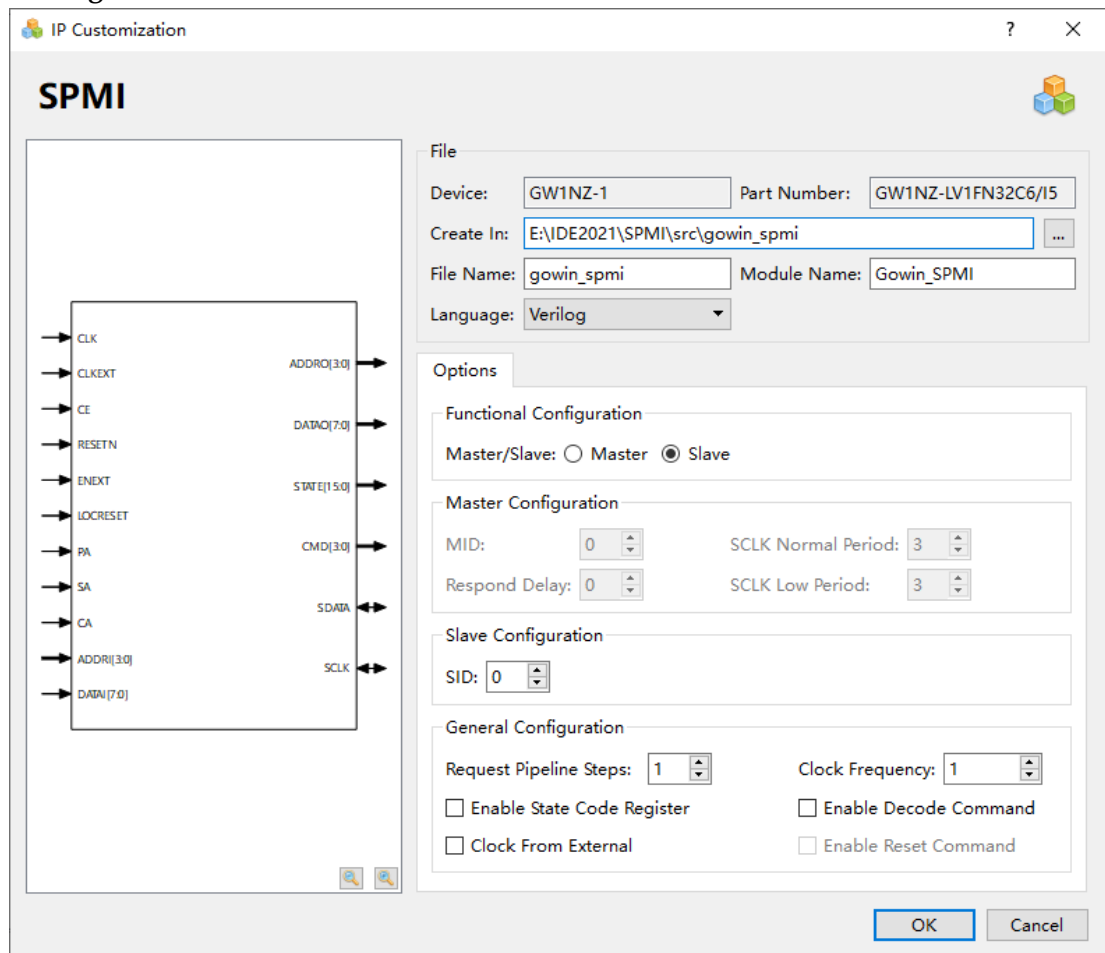 IP Customization ? ×
SPMI
CLK
CLKEXT
CE
RESETN
ENEXT
LOCRESET
PA
SA
CA
ADDRI[3:0]
DATAI[7:0]
ADDRO[3:0]
DATAO[7:0]
STATE[15:0]
CMD[3:0]
SDATA
SCLK
File
Device: GW1NZ-1 Part Number: GW1NZ-LV1FN32C6/I5
Create In: E:\IDE2021\SPMI\src\gowin_spmi ...
File Name: gowin_spmi Module Name: Gowin_SPMI
Language: Verilog
Options
Functional Configuration
Master/Slave: Master Slave
Master Configuration
MID: 0 SCLK Normal Period: 3
Respond Delay: 0 SCLK Low Period: 3
Slave Configuration
SID: 0
General Configuration
Request Pipeline Steps: 1 Clock Frequency: 1
Enable State Code Register Enable Decode Command
Clock From External Enable Reset Command
OK Cancel